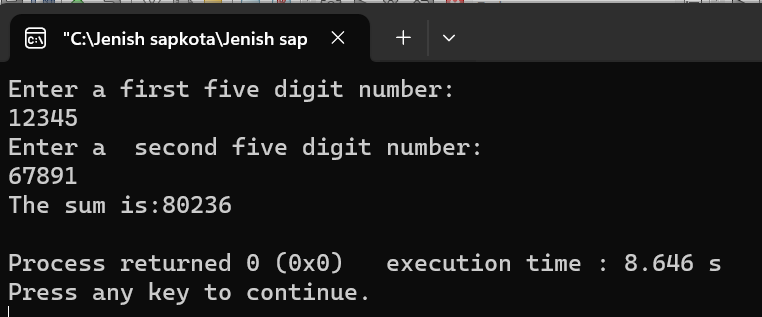 "C:\Jenish sapkota\Jenish sap
Enter a first five digit number:
12345
Enter a  second five digit number:
67891
The sum is:80236
Process returned 0 (0x0)   execution time : 8.646 s
Press any key to continue.